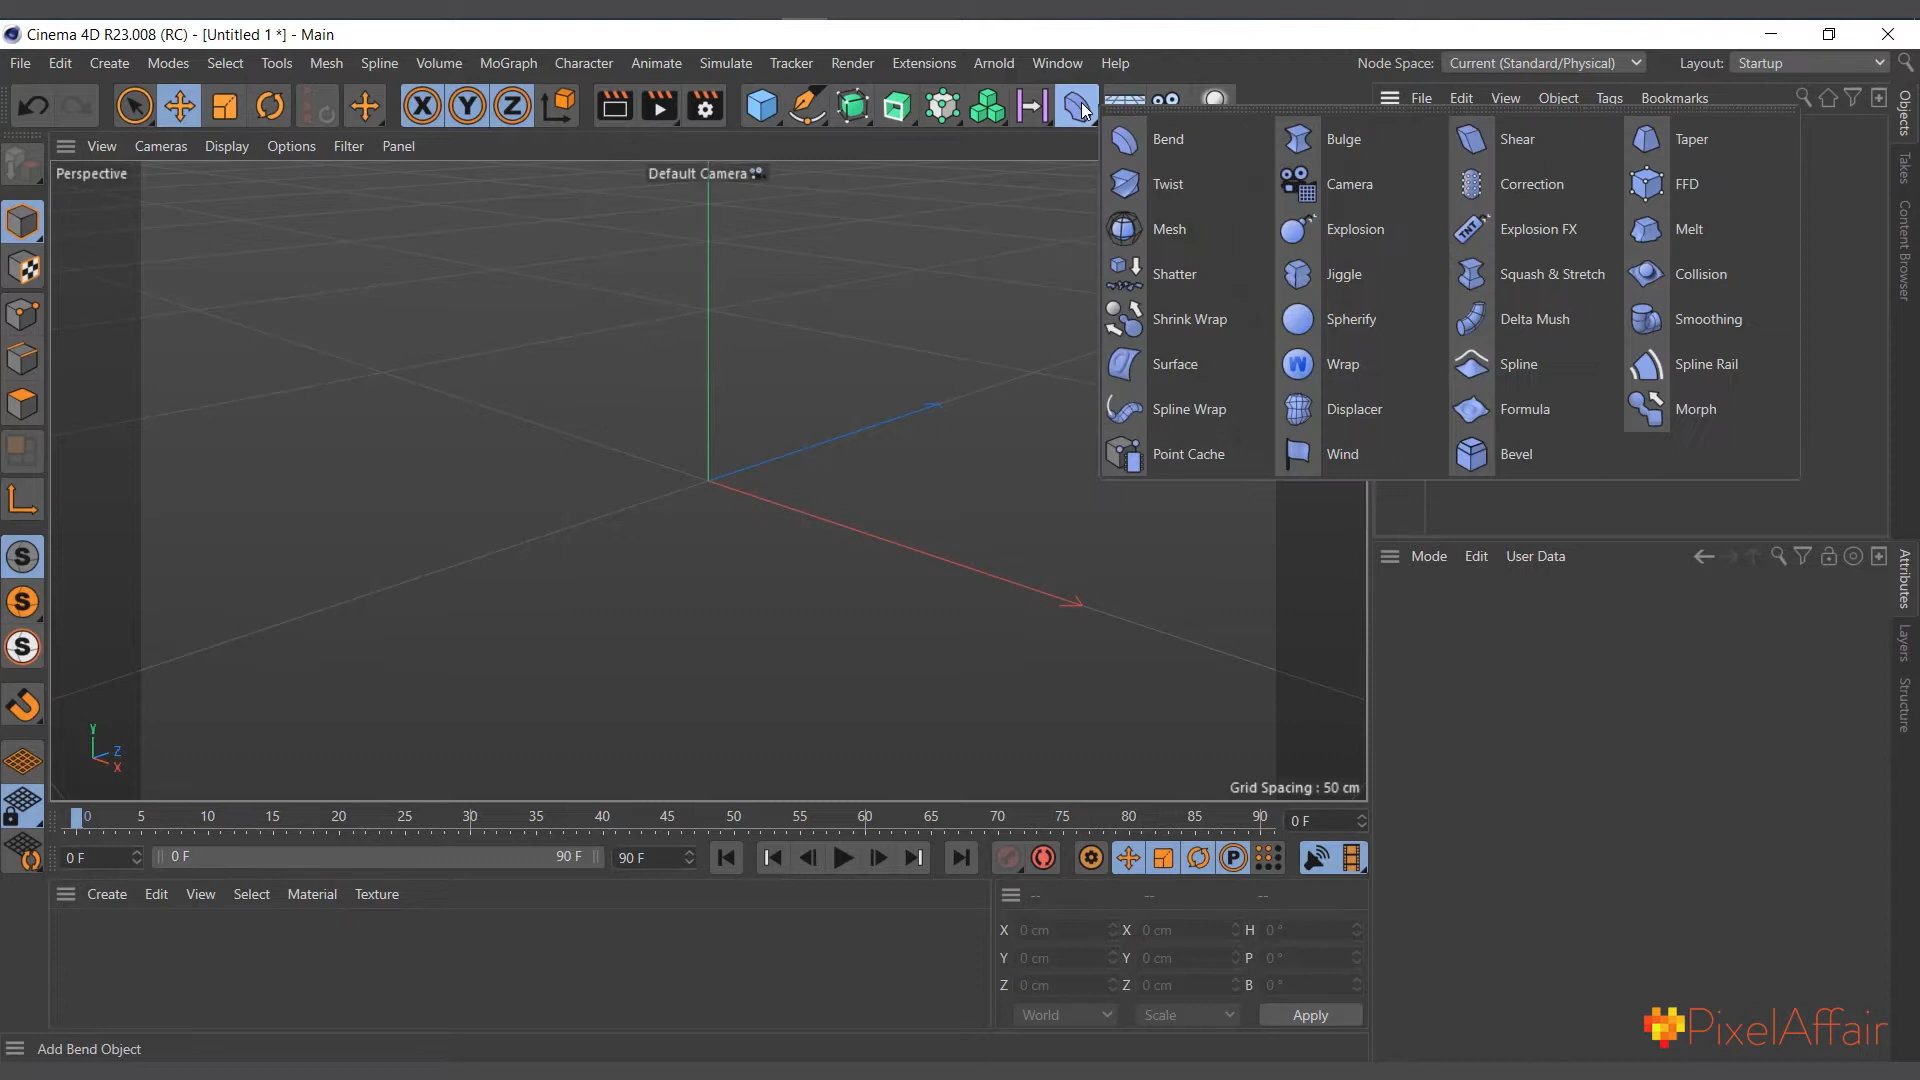 Cinema 4D R23.008 (RC) - [Untitled 1 *] - Main
File Edit Create Modes Select Tools Mesh Spline Volume MoGraph Character Animate Simulate Tracker Render Extensions Arnold Window Help Node Space: Current (Standard/Physical) Layout: Startup
X Y Z PSR
File Edit View Object Tags Bookmarks
Objects
Takes
Content Browser
View Cameras Display Options Filter Panel
Perspective
Default Camera
Bend Bulge Shear Taper
Twist Camera Correction FFD
Mesh Explosion Explosion FX Melt
TNT
Shatter Jiggle Squash & Stretch Collision
Shrink Wrap Spherify Delta Mush Smoothing
Surface Wrap Spline Spline Rail
W
Spline Wrap Displacer Formula Morph
Point Cache Wind Bevel
S
S
S
Mode Edit User Data
Attributes
Layers
Structure
Y
Z
X
Grid Spacing : 50 cm
0 5 10 15 20 25 30 35 40 45 50 55 60 65 70 75 80 85 90 0 F
0 F 0 F 90 F 90 F P
Create Edit View Select Material Texture
-- -- --
X 0 cm X 0 cm H 0 °
Y 0 cm Y 0 cm P 0 °
Z 0 cm Z 0 cm B 0 °
World Scale Apply
PixelAffair
Add Bend Object